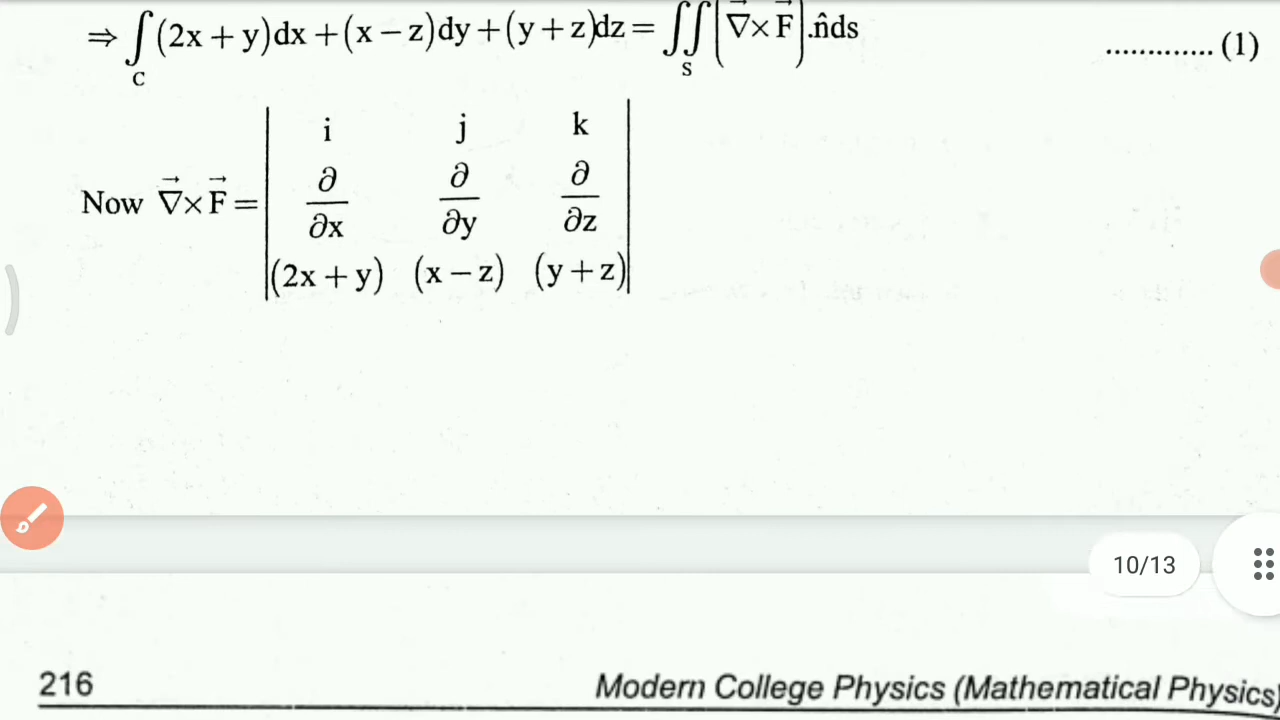 ⇒ ∫_C (2x + y)dx + (x − z)dy + (y + z)dz = ∬_S (∇⃗ × F⃗).n̂ds ............. (1)
i j k
Now ∇⃗ × F⃗ = | ∂/∂x ∂/∂y ∂/∂z |
(2x + y) (x − z) (y + z)
10/13
216 Modern College Physics (Mathematical Physics)